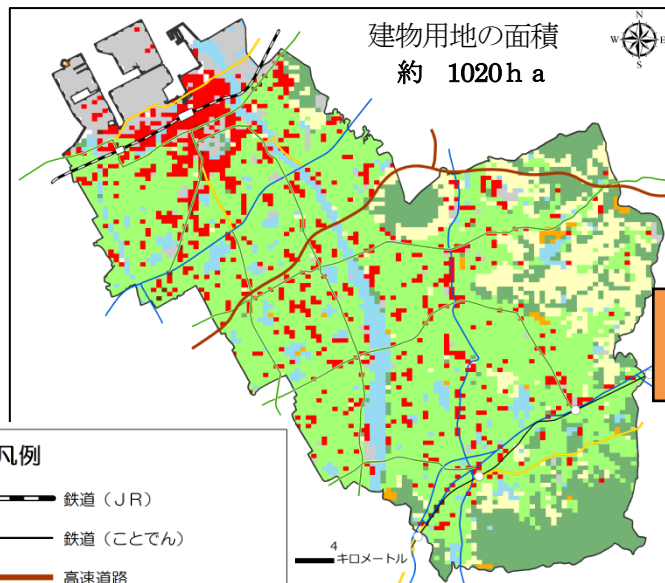 建物用地の面積
約 1020ｈａ
N
W
E
S
凡例
鉄道（ＪＲ）
鉄道（ことでん）
高速道路
4
キロメートル